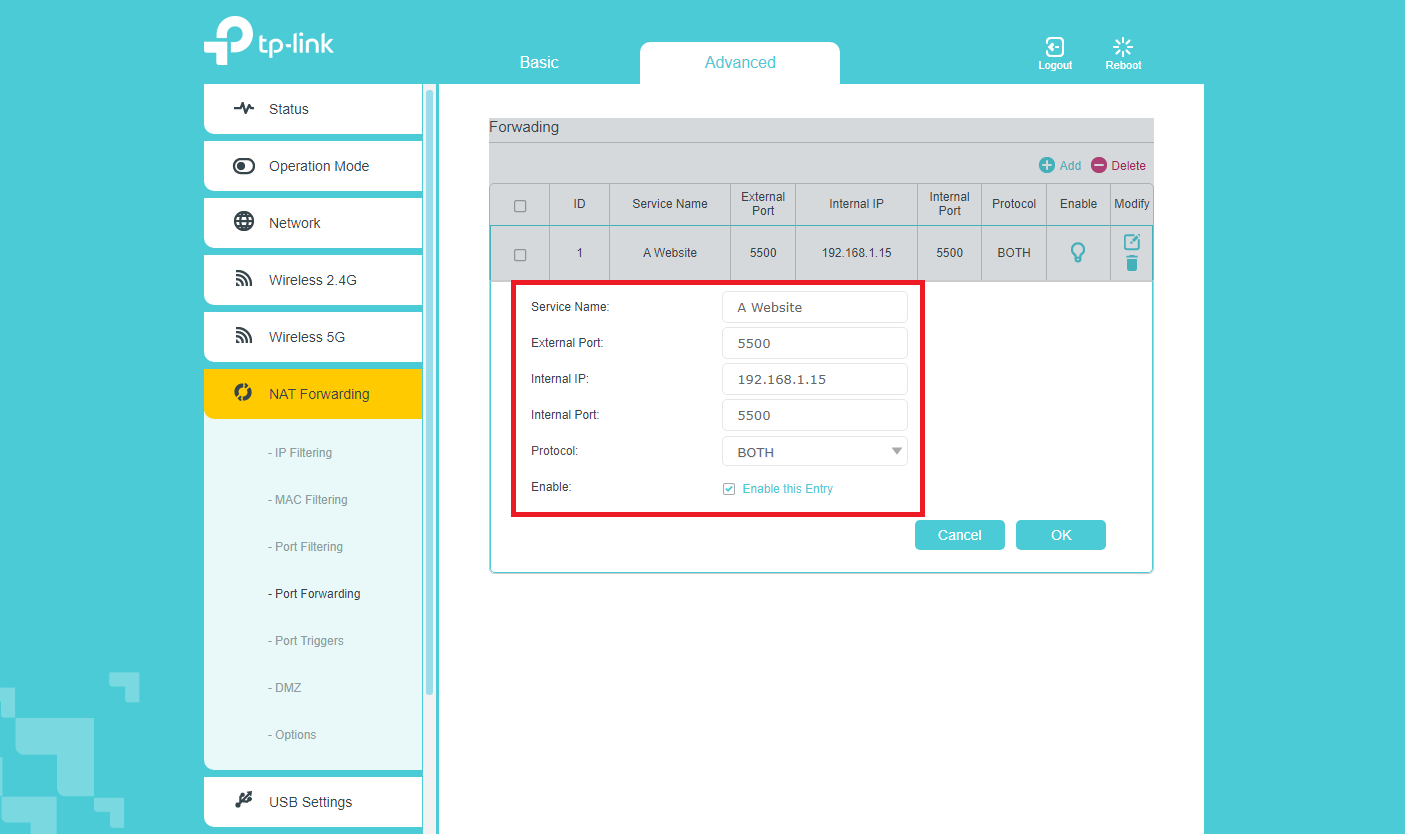 tp-link
Basic
Advanced
Logout
Reboot
Status
Operation Mode
Network
Wireless 2.4G
Wireless 5G
NAT Forwarding
- IP Filtering
- MAC Filtering
- Port Filtering
- Port Forwarding
- Port Triggers
- DMZ
- Options
USB Settings
Forwading
Add Delete
ID Service Name External Port Internal IP Internal Port Protocol Enable Modify
1 A Website 5500 192.168.1.15 5500 BOTH
Service Name: A Website
External Port: 5500
Internal IP: 192.168.1.15
Internal Port: 5500
Protocol: BOTH
Enable: Enable this Entry
Cancel OK